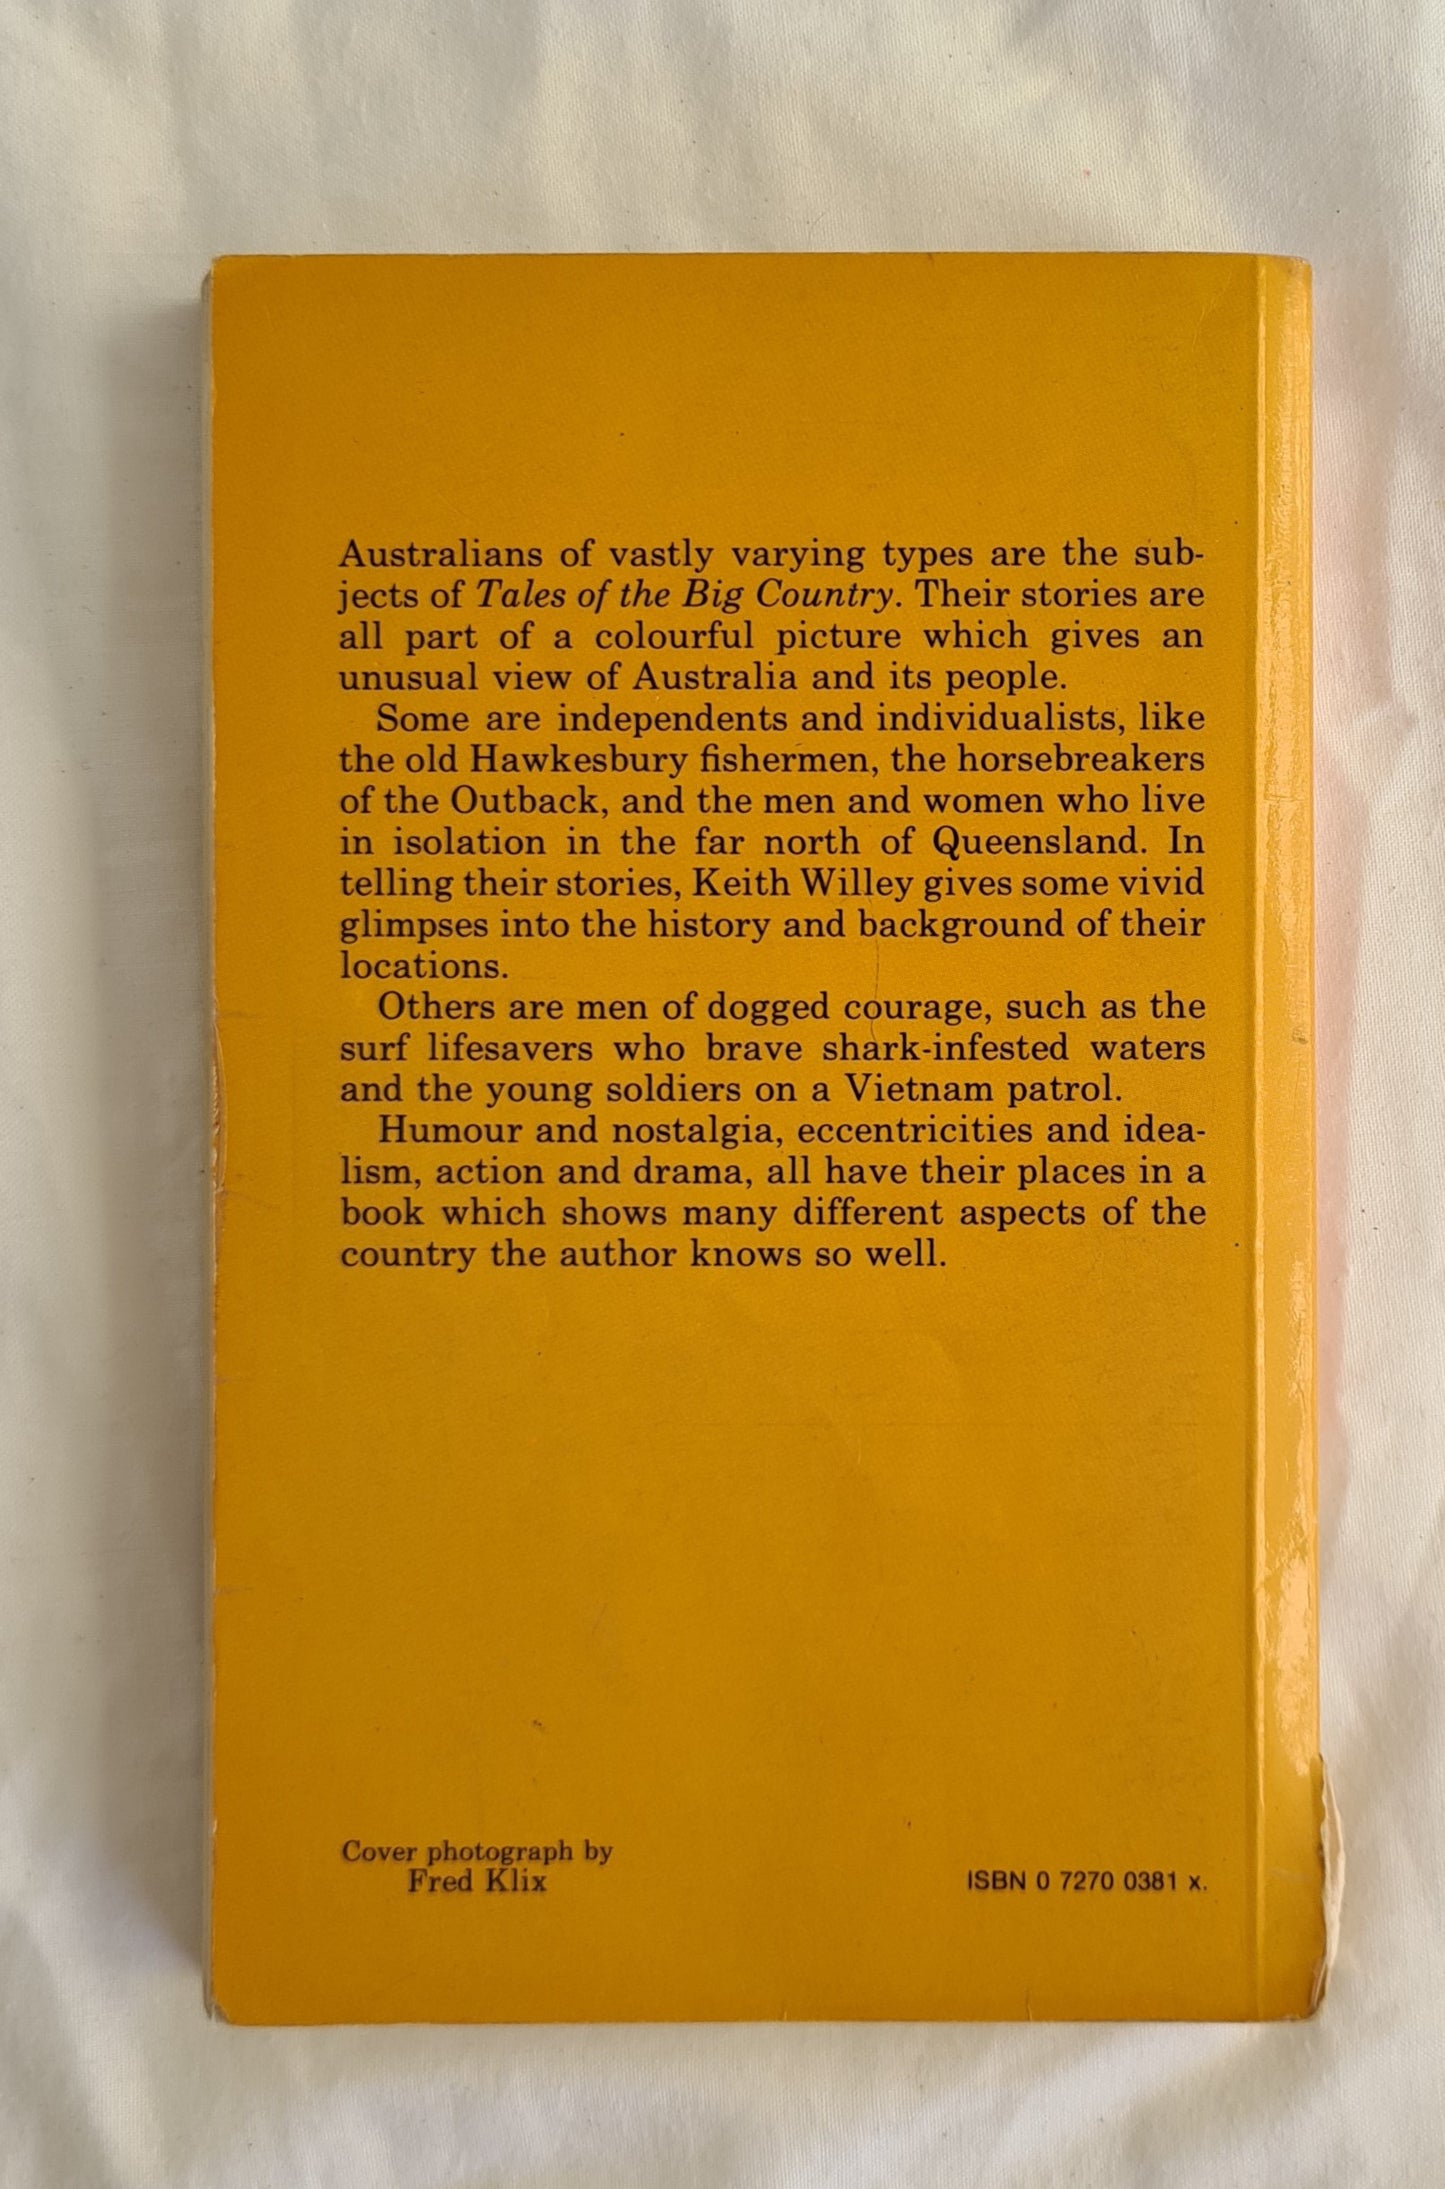 Australians of vastly varying types are the sub-
jects of Tales of the Big Country. Their stories are
all part of a colourful picture which gives an
unusual view of Australia and its people.
Some are independents and individualists, like
the old Hawkesbury fishermen, the horsebreakers
of the Outback, and the men and women who live
in isolation in the far north of Queensland. In
telling their stories, Keith Willey gives some vivid
glimpses into the history and background of their
locations.
Others are men of dogged courage, such as the
surf lifesavers who brave shark-infested waters
and the young soldiers on a Vietnam patrol.
Humour and nostalgia, eccentricities and idea-
lism, action and drama, all have their places in a
book which shows many different aspects of the
country the author knows so well.
Cover photograph by
Fred Klix
ISBN 0 7270 0381 x.